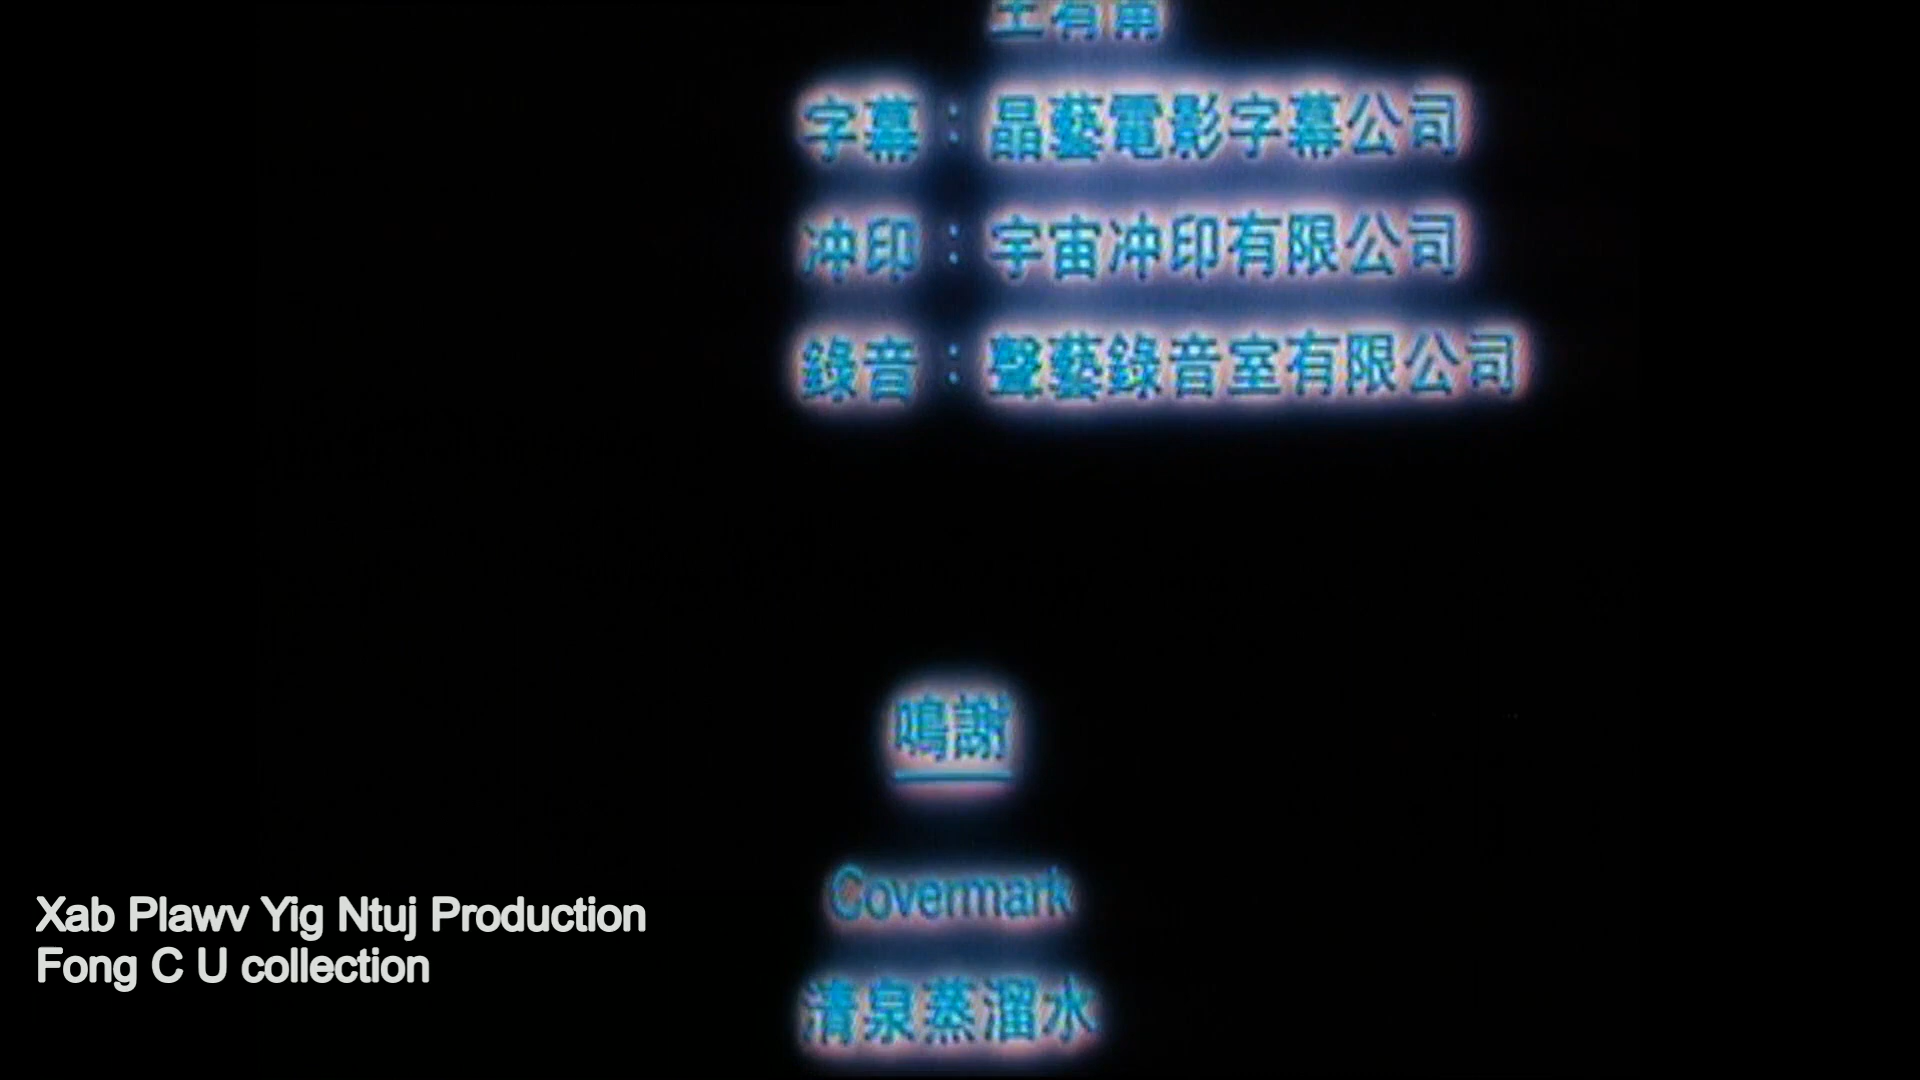 字幕：晶藝電影字幕公司
冲印：宇宙冲印有限公司
錄音：聲藝錄音室有限公司
鳴謝
Covermark
清泉蒸溜水
Xab Plawv Yig Ntuj Production
Fong C U collection